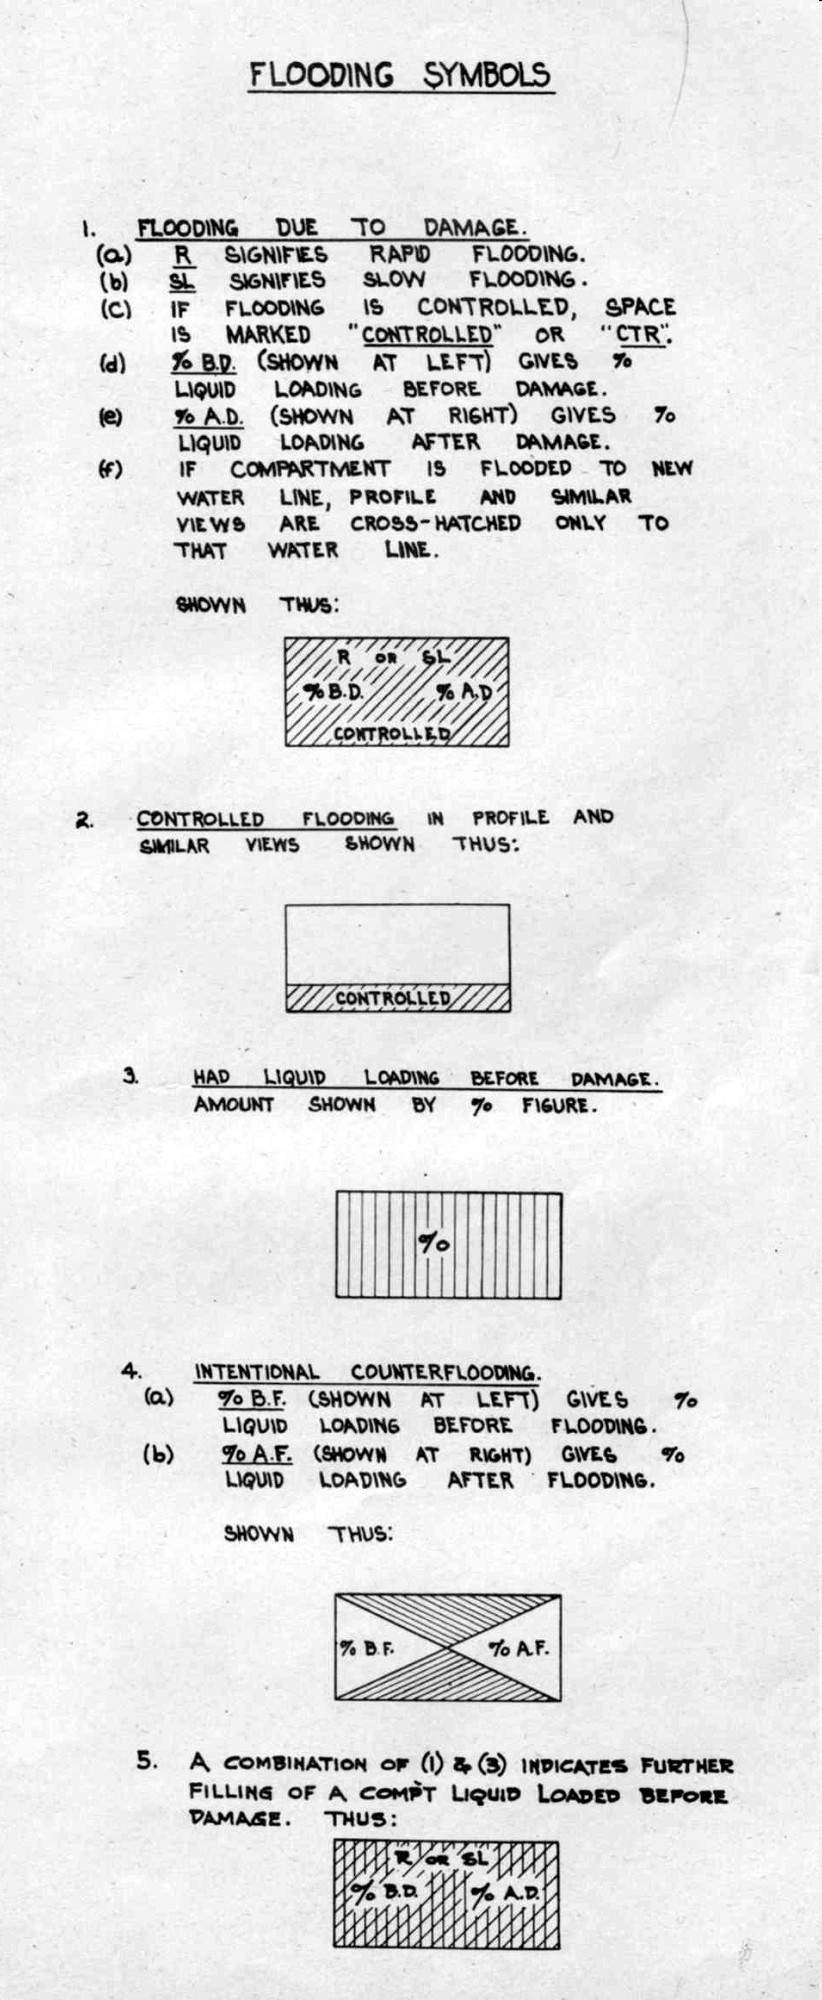 FLOODING SYMBOLS
1. FLOODING DUE TO DAMAGE.
(a) R SIGNIFIES RAPID FLOODING.
(b) SL SIGNIFIES SLOW FLOODING.
(c) IF FLOODING IS CONTROLLED, SPACE
IS MARKED "CONTROLLED" OR "CTR".
(d) % B.D. (SHOWN AT LEFT) GIVES %
LIQUID LOADING BEFORE DAMAGE.
(e) % A.D. (SHOWN AT RIGHT) GIVES %
LIQUID LOADING AFTER DAMAGE.
(f) IF COMPARTMENT IS FLOODED TO NEW
WATER LINE, PROFILE AND SIMILAR
VIEWS ARE CROSS-HATCHED ONLY TO
THAT WATER LINE.
SHOWN THUS:
R OR SL
% B.D. % A.D
CONTROLLED
2. CONTROLLED FLOODING IN PROFILE AND
SIMILAR VIEWS SHOWN THUS:
CONTROLLED
3. HAD LIQUID LOADING BEFORE DAMAGE.
AMOUNT SHOWN BY % FIGURE.
%
4. INTENTIONAL COUNTERFLOODING.
(a) % B.F. (SHOWN AT LEFT) GIVES %
LIQUID LOADING BEFORE FLOODING.
(b) % A.F. (SHOWN AT RIGHT) GIVES %
LIQUID LOADING AFTER FLOODING.
SHOWN THUS:
% B.F. % A.F.
5. A COMBINATION OF (1) & (3) INDICATES FURTHER
FILLING OF A COMP'T LIQUID LOADED BEFORE
DAMAGE. THUS:
R OR SL
% B.D. % A.D.